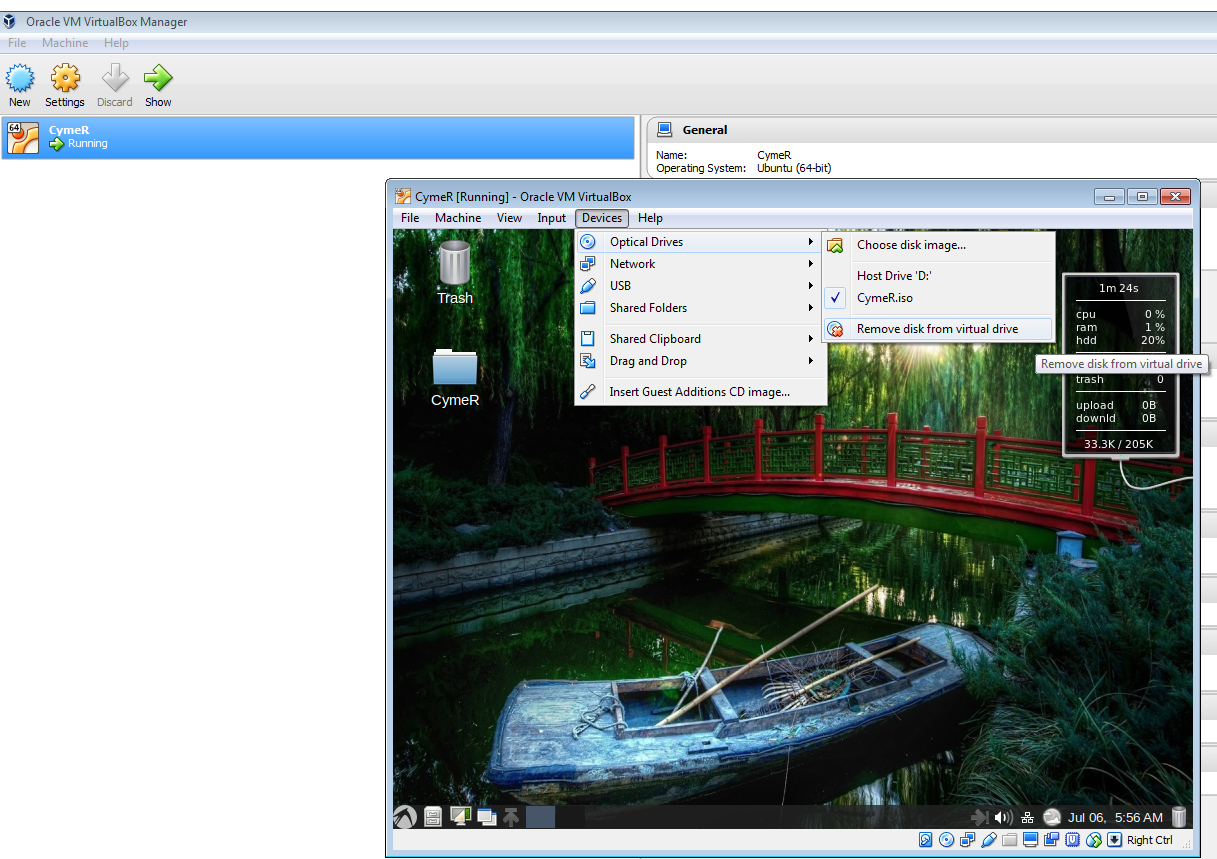 Oracle VM VirtualBox Manager
File Machine Help
New Settings Discard Show
64
CymeR
Running
General
Name: CymeR
Operating System: Ubuntu (64-bit)
CymeR [Running] - Oracle VM VirtualBox
File Machine View Input Devices Help
Trash
CymeR
Optical Drives
Network
USB
Shared Folders
Shared Clipboard
Drag and Drop
Insert Guest Additions CD image...
Choose disk image...
Host Drive 'D:'
CymeR.iso
Remove disk from virtual drive
Remove disk from virtual drive
1m 24s
cpu 0 %
ram 1 %
hdd 20%
trash 0
upload 0B
downld 0B
33.3K / 205K
Jul 06, 5:56 AM
Right Ctrl